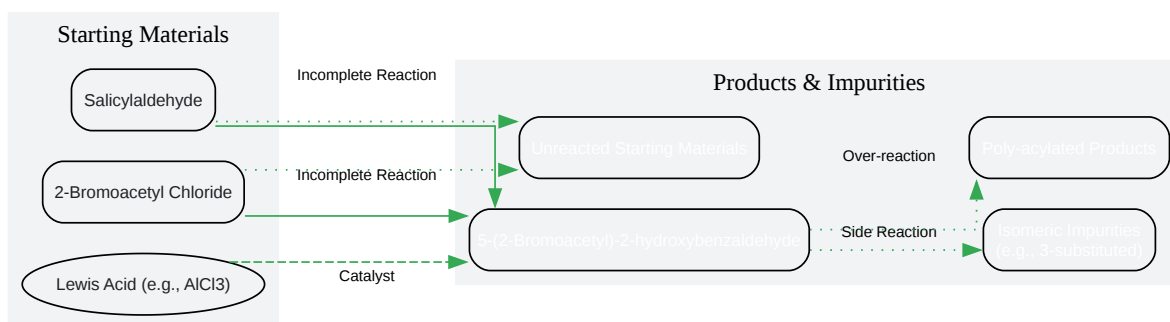 Starting Materials
Salicylaldehyde
2-Bromoacetyl Chloride
Lewis Acid (e.g., AlCl3)
Incomplete Reaction
Incomplete Reaction
Catalyst
Products & Impurities
Unreacted Starting Materials
5-(2-Bromoacetyl)-2-hydroxybenzaldehyde
Over-reaction
Side Reaction
Poly-acylated Products
Isomeric Impurities
(e.g., 3-substituted)